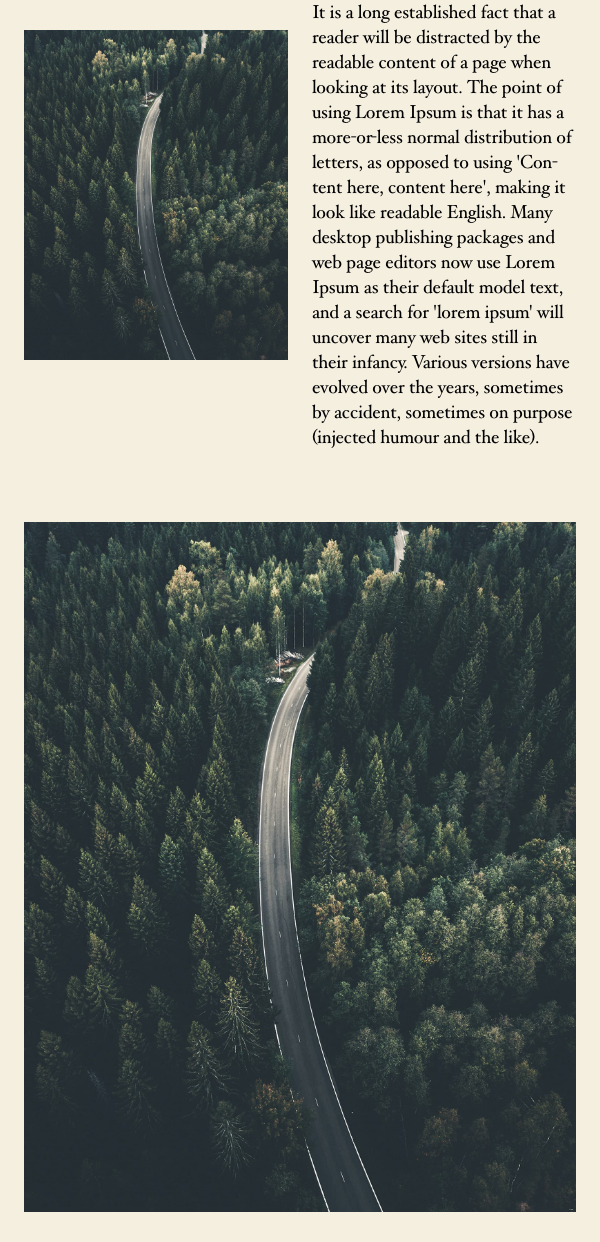 It is a long established fact that a
reader will be distracted by the
readable content of a page when
looking at its layout. The point of
using Lorem Ipsum is that it has a
more-or-less normal distribution of
letters, as opposed to using 'Con-
tent here, content here', making it
look like readable English. Many
desktop publishing packages and
web page editors now use Lorem
Ipsum as their default model text,
and a search for 'lorem ipsum' will
uncover many web sites still in
their infancy. Various versions have
evolved over the years, sometimes
by accident, sometimes on purpose
(injected humour and the like).